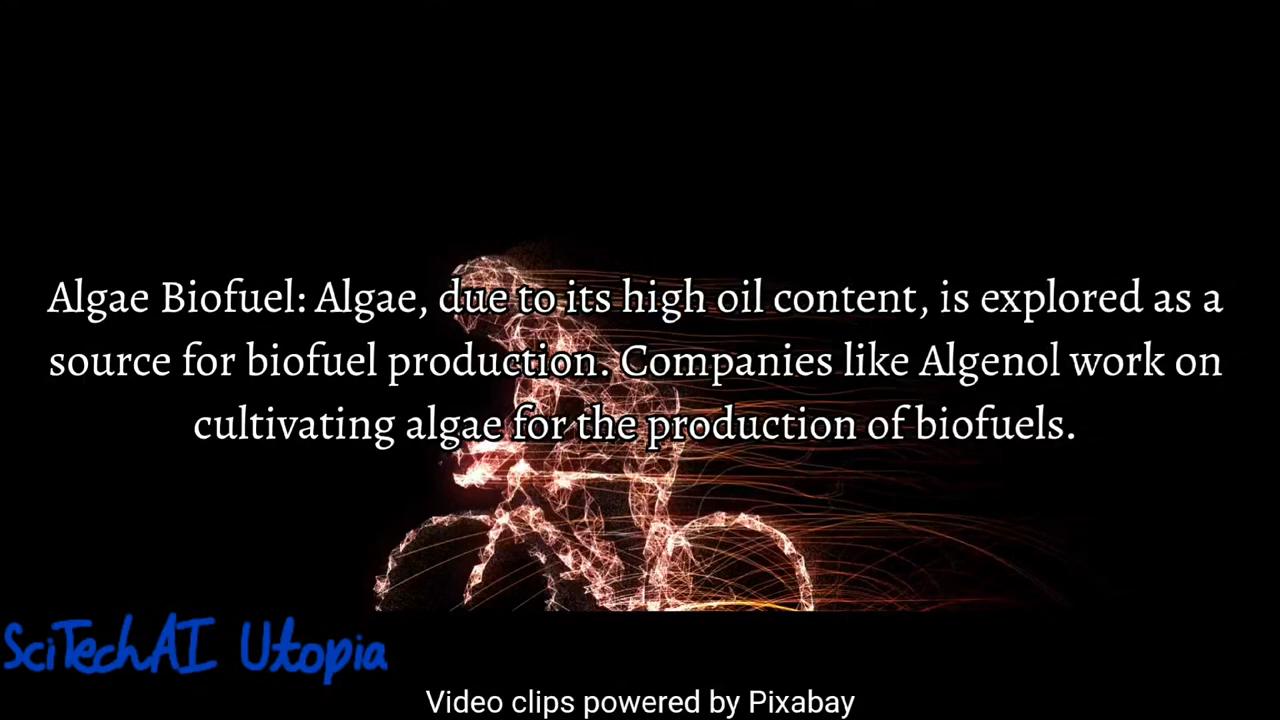 Algae Biofuel: Algae, due to its high oil content, is explored as a
source for biofuel production. Companies like Algenol work on
cultivating algae for the production of biofuels.
SciTechAI Utopia
Video clips powered by Pixabay